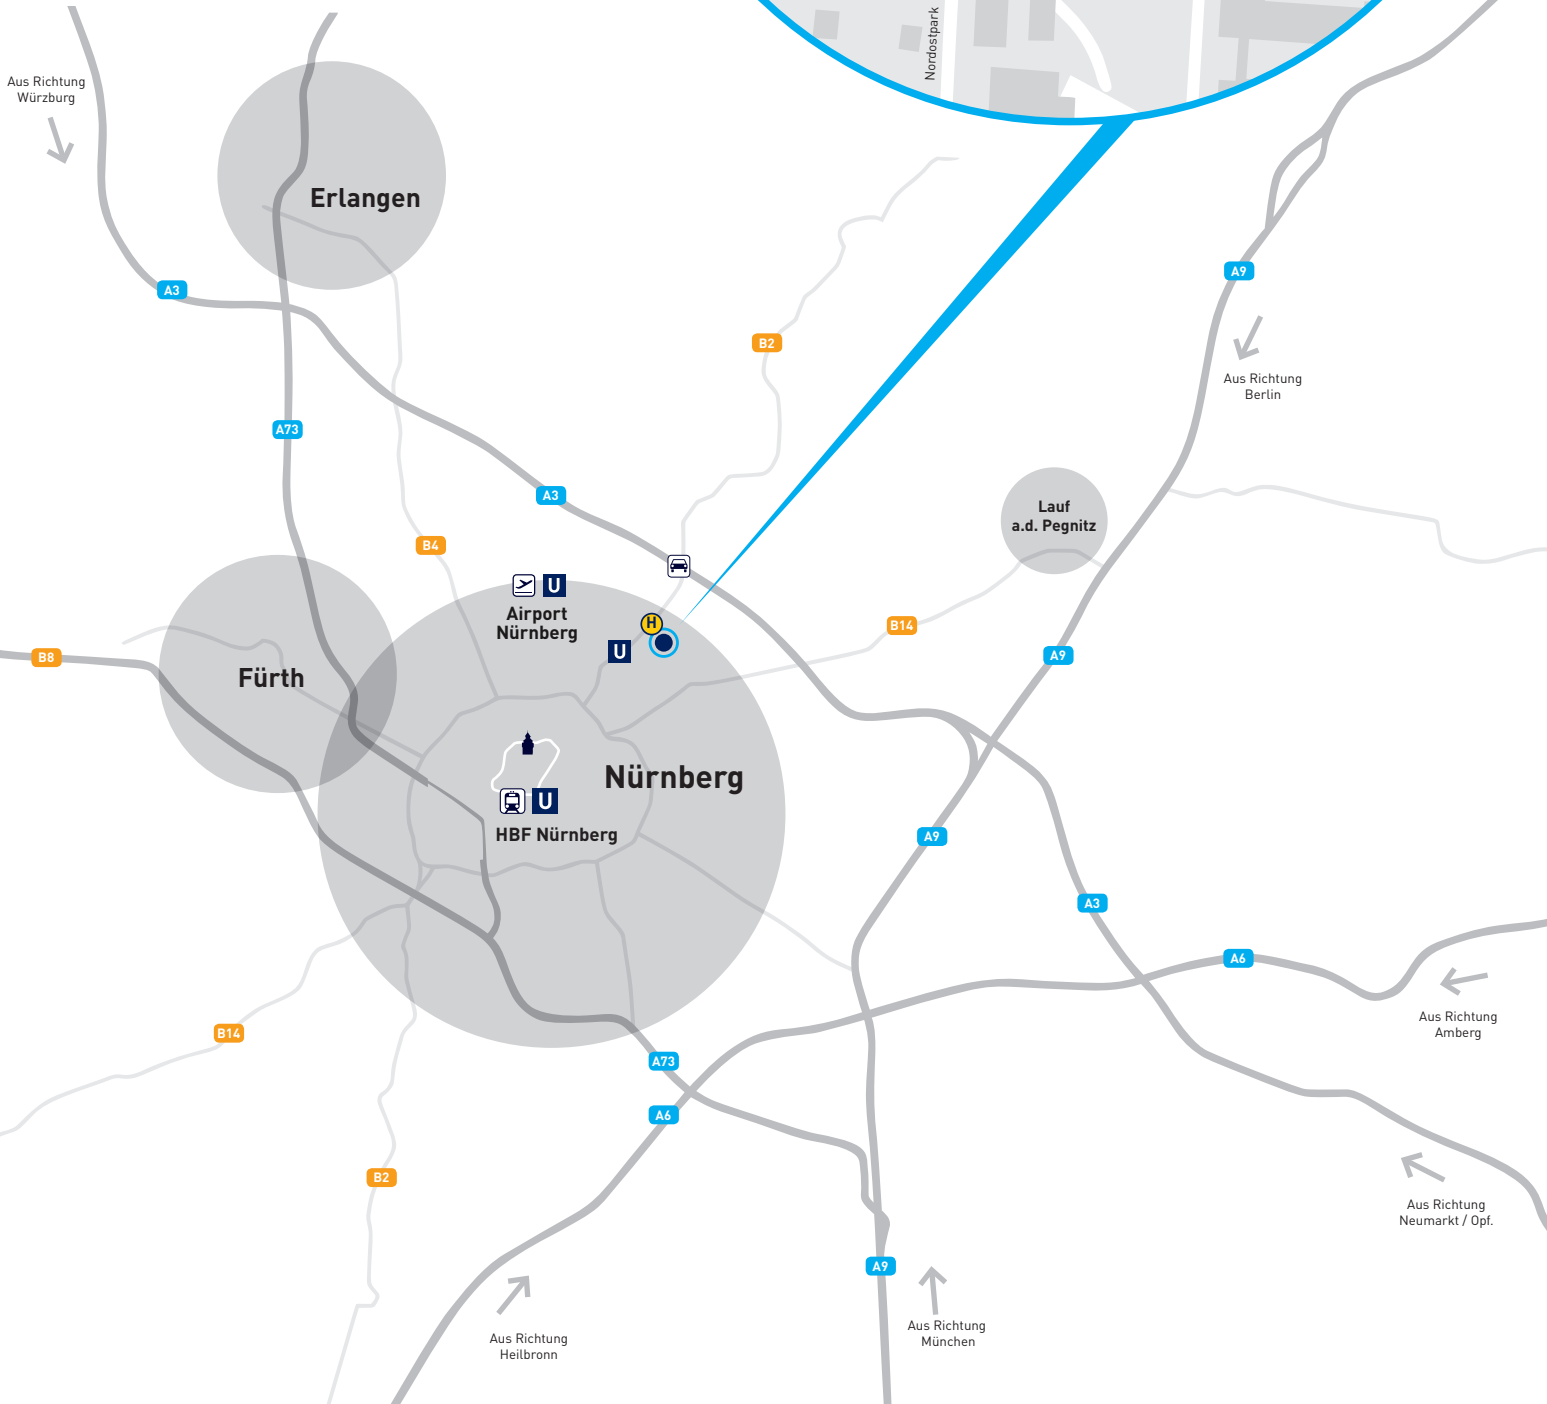 Nordostpark
Aus Richtung
Würzburg
Erlangen
A3
A9
B2
Aus Richtung
Berlin
A73
A3
Lauf
a.d. Pegnitz
B4
U
Airport
Nürnberg
H
B14
U
B8
A9
Fürth
Nürnberg
U
HBF Nürnberg
A9
A3
A6
Aus Richtung
Amberg
B14
A73
A6
B2
Aus Richtung
Neumarkt / Opf.
A9
Aus Richtung
München
Aus Richtung
Heilbronn